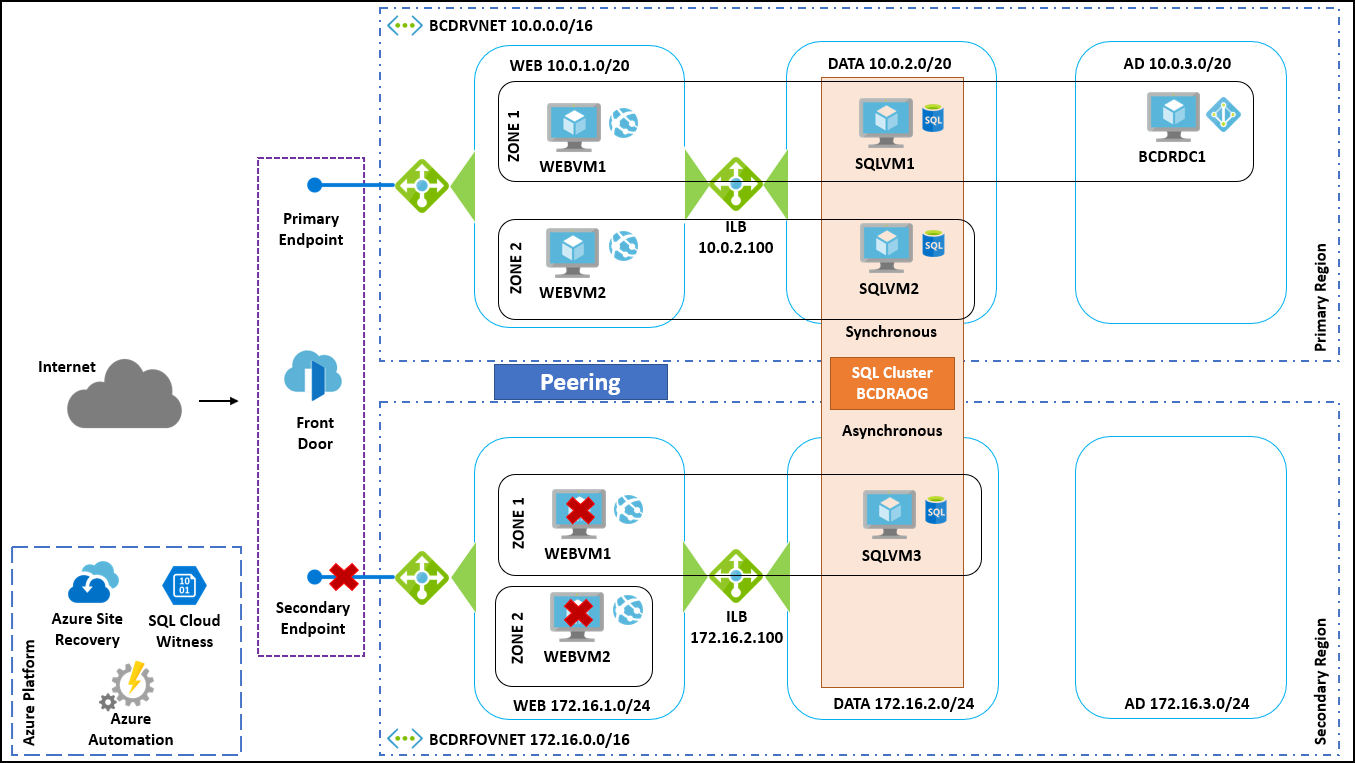 BCDRVNET 10.0.0.0/16
WEB 10.0.1.0/20
DATA 10.0.2.0/20
AD 10.0.3.0/20
ZONE 1
WEBVM1
SQL
SQLVM1
BCDRDC1
Primary
Endpoint
ILB
10.0.2.100
ZONE 2
WEBVM2
SQL
SQLVM2
Synchronous
Primary Region
Internet
Front
Door
Peering
SQL Cluster
BCDRAOG
Asynchronous
ZONE 1
WEBVM1
SQL
SQLVM3
Secondary
Endpoint
ILB
172.16.2.100
ZONE 2
WEBVM2
WEB 172.16.1.0/24
DATA 172.16.2.0/24
AD 172.16.3.0/24
Secondary Region
BCDRFOVNET 172.16.0.0/16
Azure Platform
Azure Site
Recovery
10
01
SQL Cloud
Witness
Azure
Automation